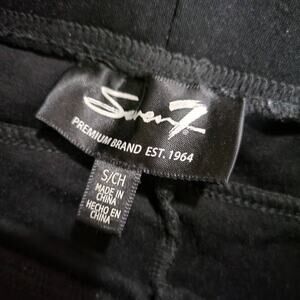 Seven7
PREMIUM BRAND EST. 1964
S/CH
MADE IN
CHINA
HECHO EN
CHINA